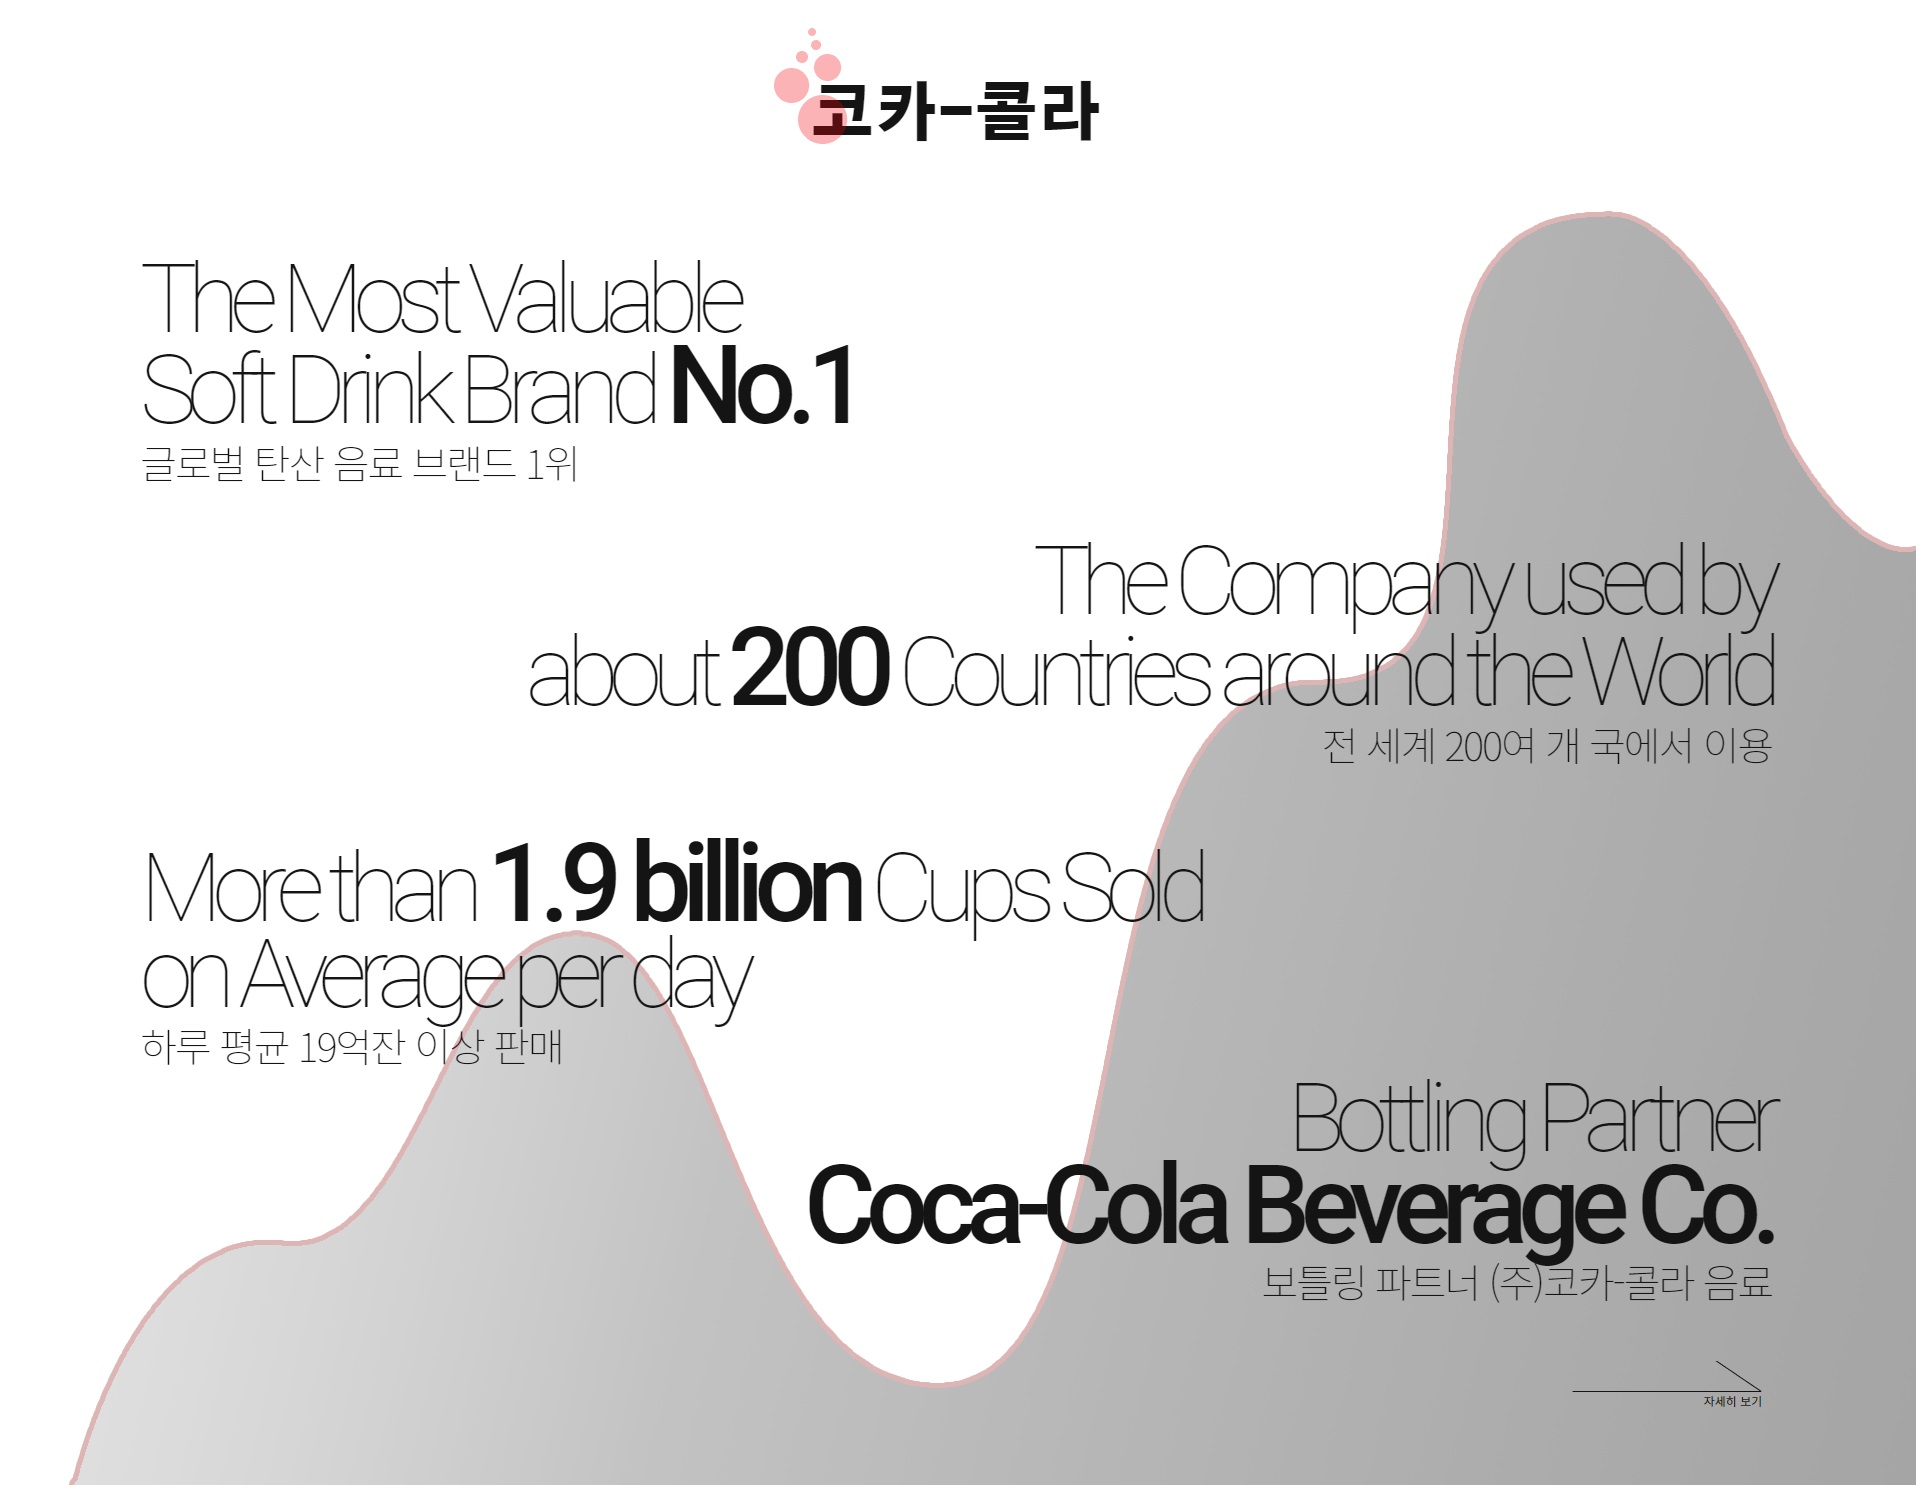 코카-콜라
The Most Valuable
Soft Drink Brand No.1
글로벌 탄산 음료 브랜드 1위
The Company used by
about 200 Countries around the World
전 세계 200여 개 국에서 이용
More than 1.9 billion Cups Sold
on Average per day
하루 평균 19억잔 이상 판매
Bottling Partner
Coca-Cola Beverage Co.
보틀링 파트너 (주)코카-콜라 음료
자세히 보기